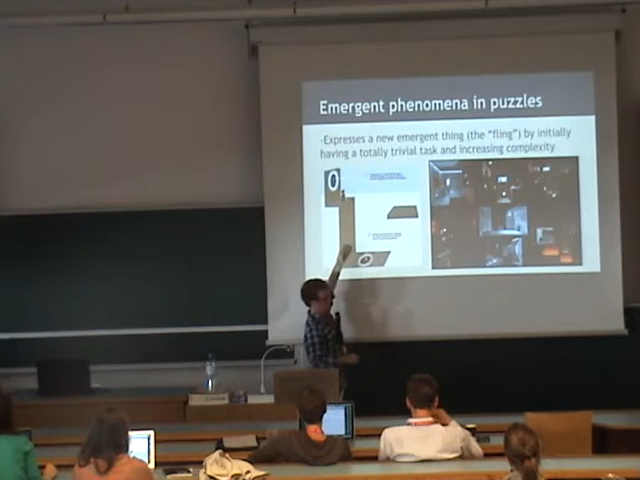 Emergent phenomena in puzzles
-Expresses a new emergent thing (the "fling") by initially
having a totally trivial task and increasing complexity